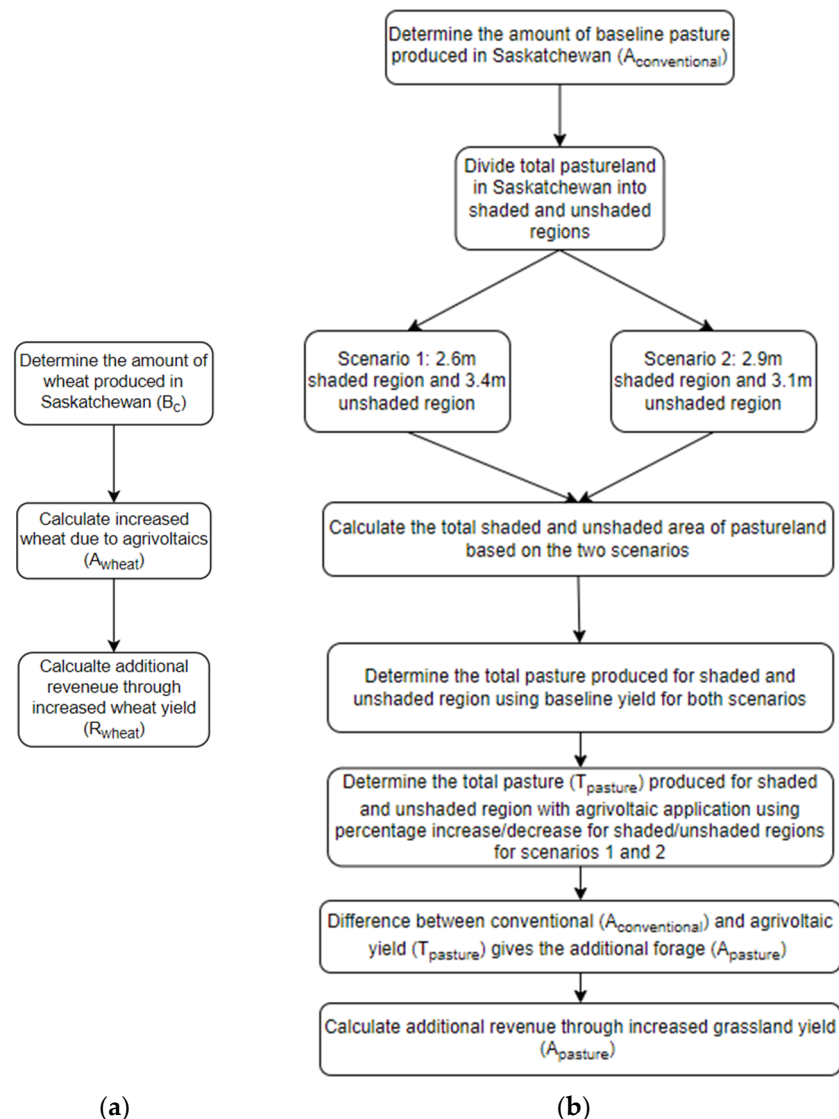 Determine the amount of
wheat produced in
Saskatchewan (Bc)
Calculate increased
wheat due to agrivoltaics
(Awheat)
Calcualte additional
reveneue through
increased wheat yield
(Rwheat)
(a)
Determine the amount of baseline pasture
produced in Saskatchewan (Aconventional)
Divide total pastureland
in Saskatchewan into
shaded and unshaded
regions
Scenario 1: 2.6m
shaded region and 3.4m
unshaded region
Scenario 2: 2.9m
shaded region and 3.1m
unshaded region
Calculate the total shaded and unshaded area of pastureland
based on the two scenarios
Determine the total pasture produced for shaded and
unshaded region using baseline yield for both scenarios
Determine the total pasture (Tpasture) produced for shaded
and unshaded region with agrivoltaic application using
percentage increase/decrease for shaded/unshaded regions
for scenarios 1 and 2
Difference between conventional (Aconventional) and agrivoltaic
yield (Tpasture) gives the additional forage (Apasture)
Calculate additional revenue through increased grassland yield
(Apasture)
(b)